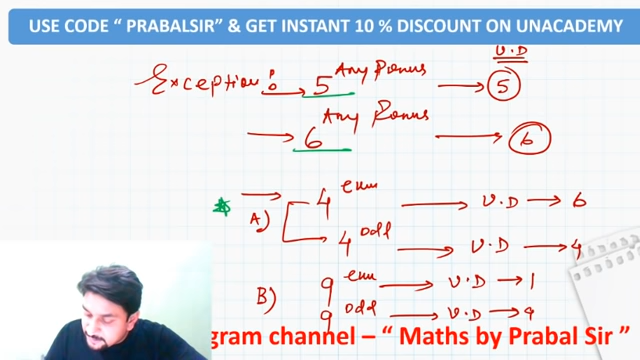 USE CODE “ PRABALSIR” & GET INSTANT 10 % DISCOUNT ON UNACADEMY
U.D
Exception: → 5 Any Power → 5
→ 6 Any Power → 6
→ 4 even → U.D → 6
A)
4 odd → U.D → 4
9 even → U.D → 1
B)
9 odd → U.D → 9
gram channel – “ Maths by Prabal Sir ”